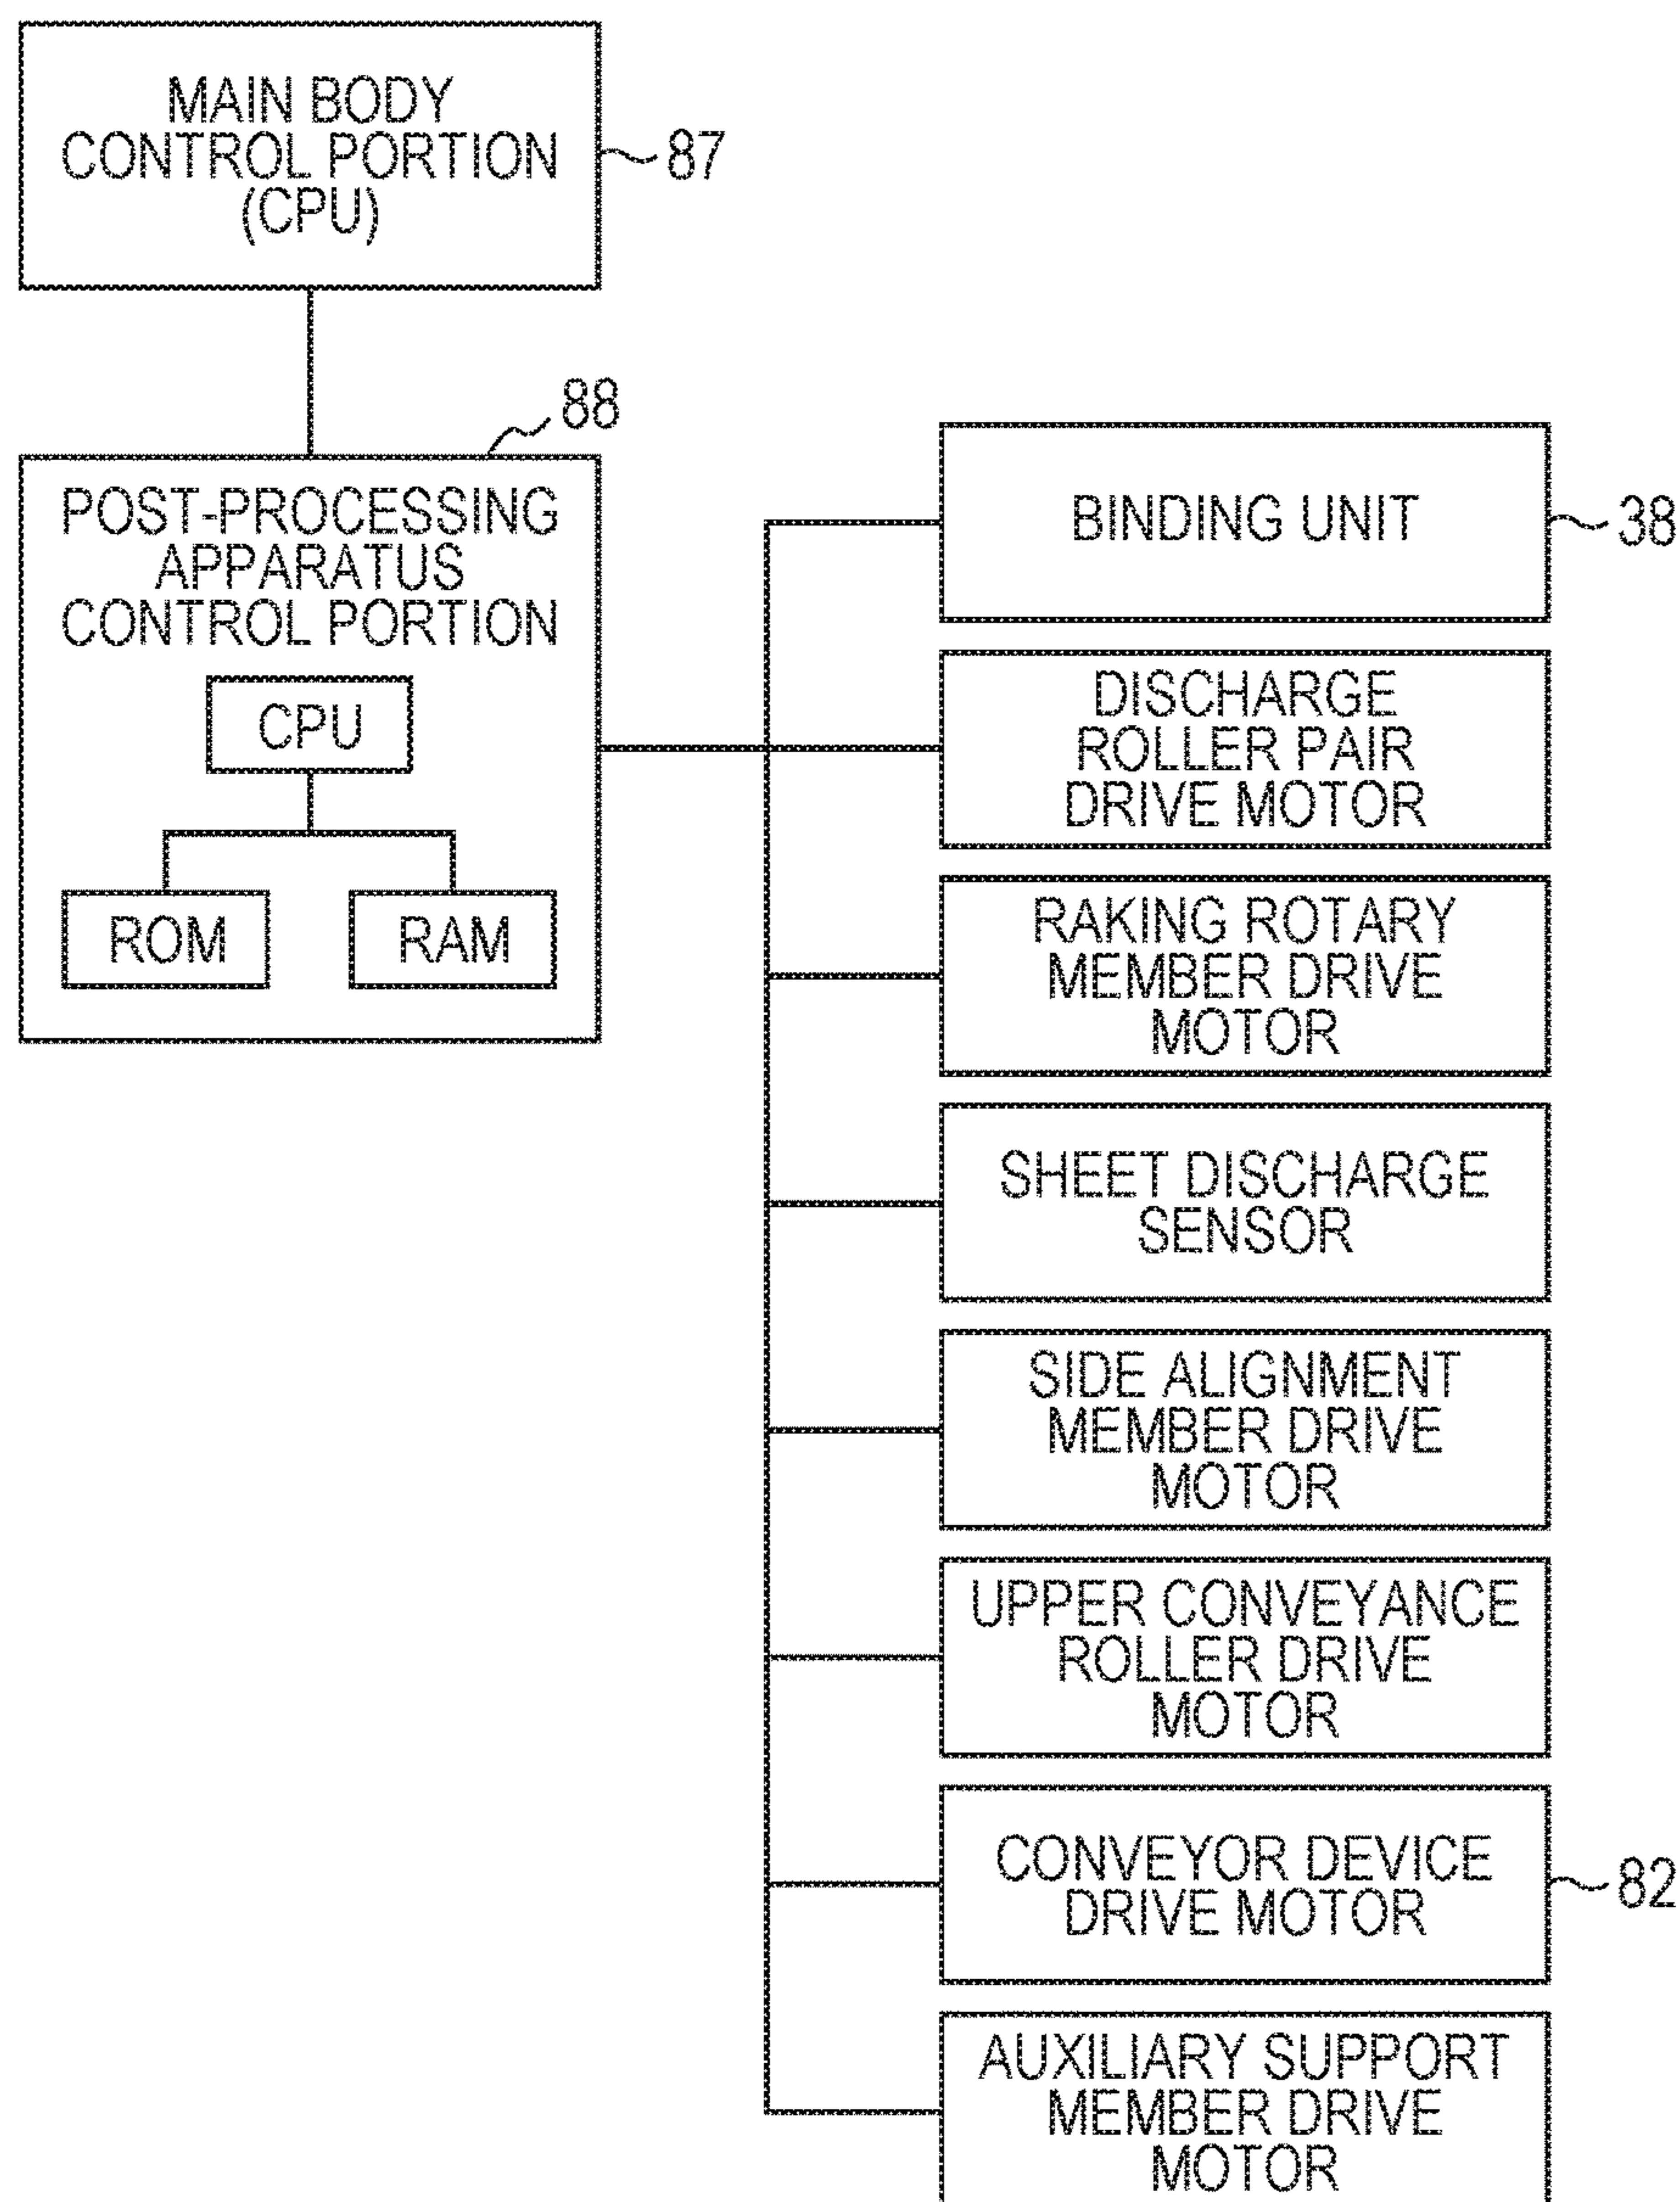 MAIN BODY
CONTROL PORTION
(CPU)
87
88
POST-PROCESSING
APPARATUS
CONTROL PORTION
CPU
ROM
RAM
BINDING UNIT
38
DISCHARGE
ROLLER PAIR
DRIVE MOTOR
RAKING ROTARY
MEMBER DRIVE
MOTOR
SHEET DISCHARGE
SENSOR
SIDE ALIGNMENT
MEMBER DRIVE
MOTOR
UPPER CONVEYANCE
ROLLER DRIVE
MOTOR
CONVEYOR DEVICE
DRIVE MOTOR
82
AUXILIARY SUPPORT
MEMBER DRIVE
MOTOR